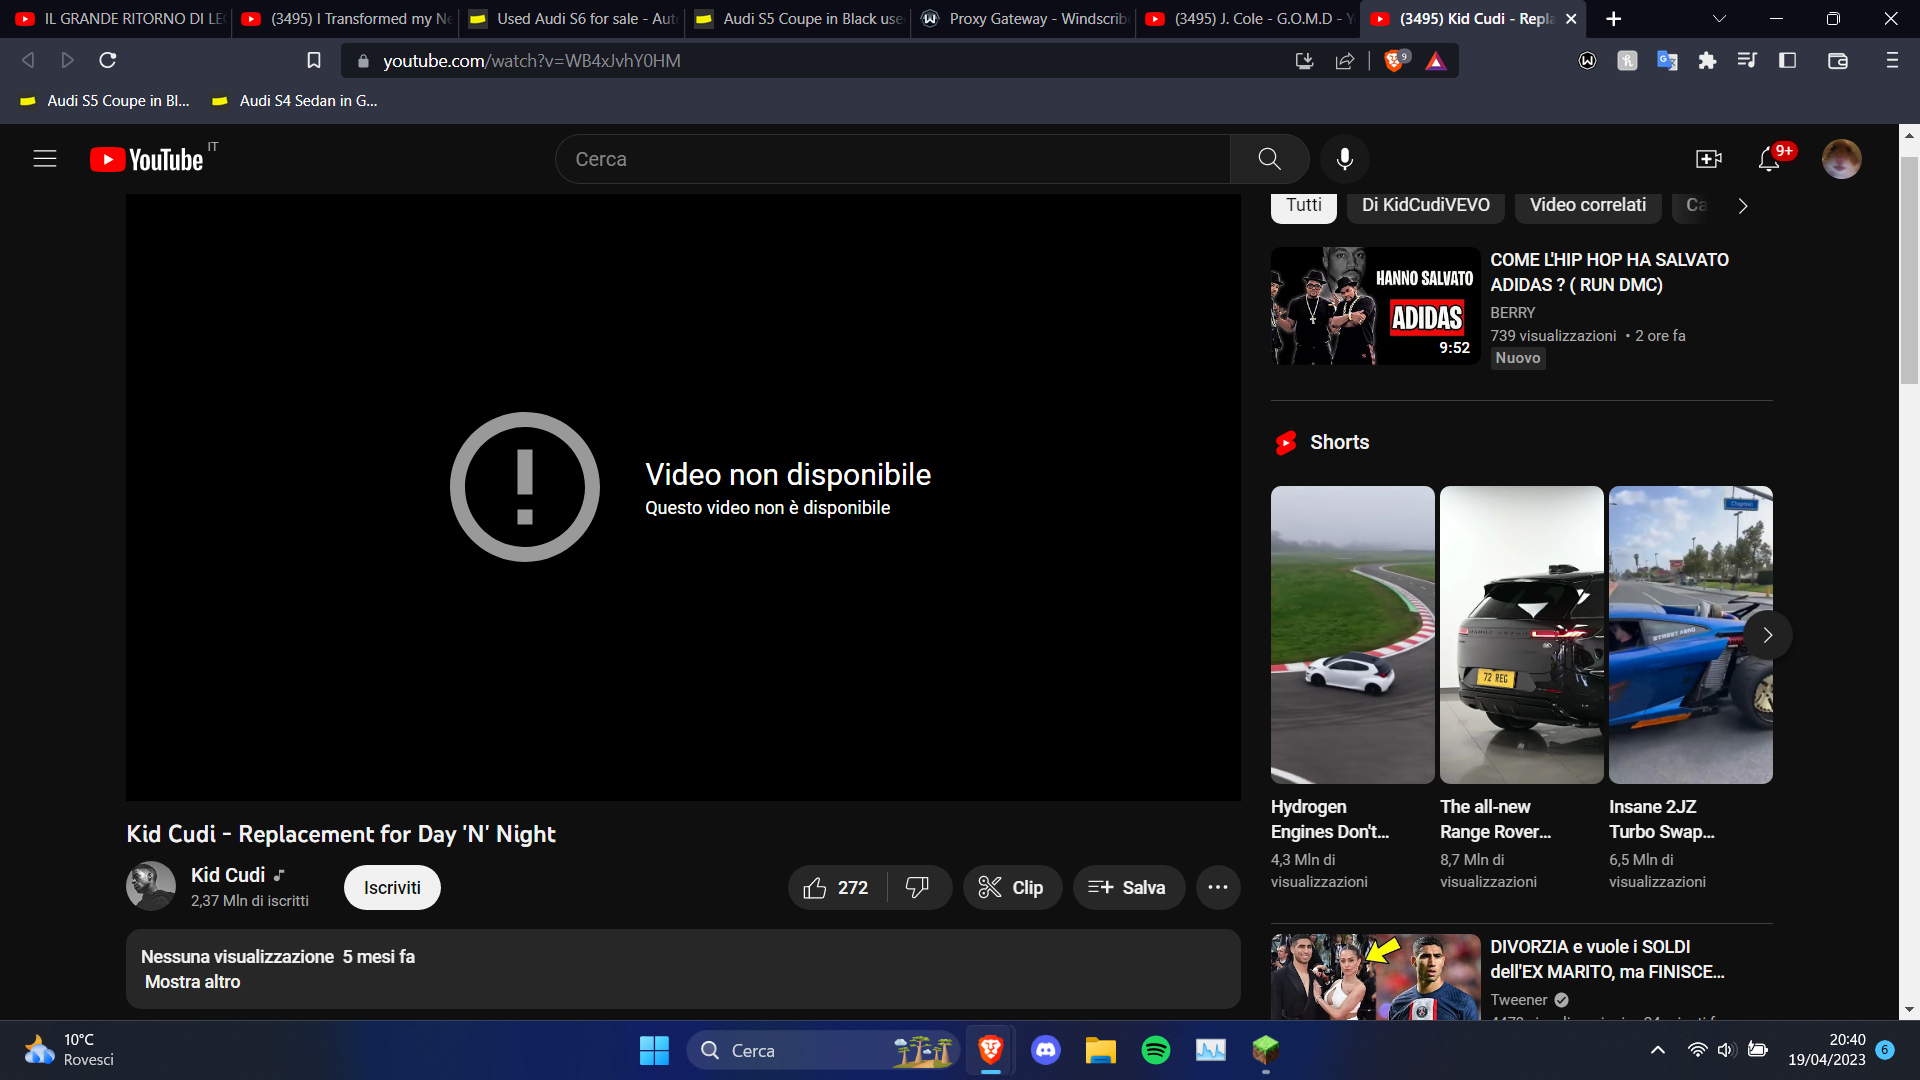 IL GRANDE RITORNO DI LE
(3495) I Transformed my Ne
Used Audi S6 for sale - Aut
Audi S5 Coupe in Black use
Proxy Gateway - Windscrib
(3495) J. Cole - G.O.M.D - Y
(3495) Kid Cudi - Repla
youtube.com/watch?v=WB4xJvhY0HM
9
Audi S5 Coupe in Bl...
Audi S4 Sedan in G...
YouTube IT
Cerca
9+
Tutti
Di KidCudiVEVO
Video correlati
Ca
HANNO SALVATO
ADIDAS
9:52
COME L'HIP HOP HA SALVATO
ADIDAS ? ( RUN DMC)
BERRY
739 visualizzazioni • 2 ore fa
Nuovo
Video non disponibile
Questo video non è disponibile
Shorts
72 REG
Hydrogen
Engines Don't...
4,3 Mln di
visualizzazioni
The all-new
Range Rover...
8,7 Mln di
visualizzazioni
Insane 2JZ
Turbo Swap...
6,5 Mln di
visualizzazioni
Kid Cudi - Replacement for Day 'N' Night
Kid Cudi
2,37 Mln di iscritti
Iscriviti
272
Clip
Salva
Nessuna visualizzazione 5 mesi fa
Mostra altro
DIVORZIA e vuole i SOLDI
dell'EX MARITO, ma FINISCE...
Tweener
10°C
Rovesci
Cerca
20:40
19/04/2023
6